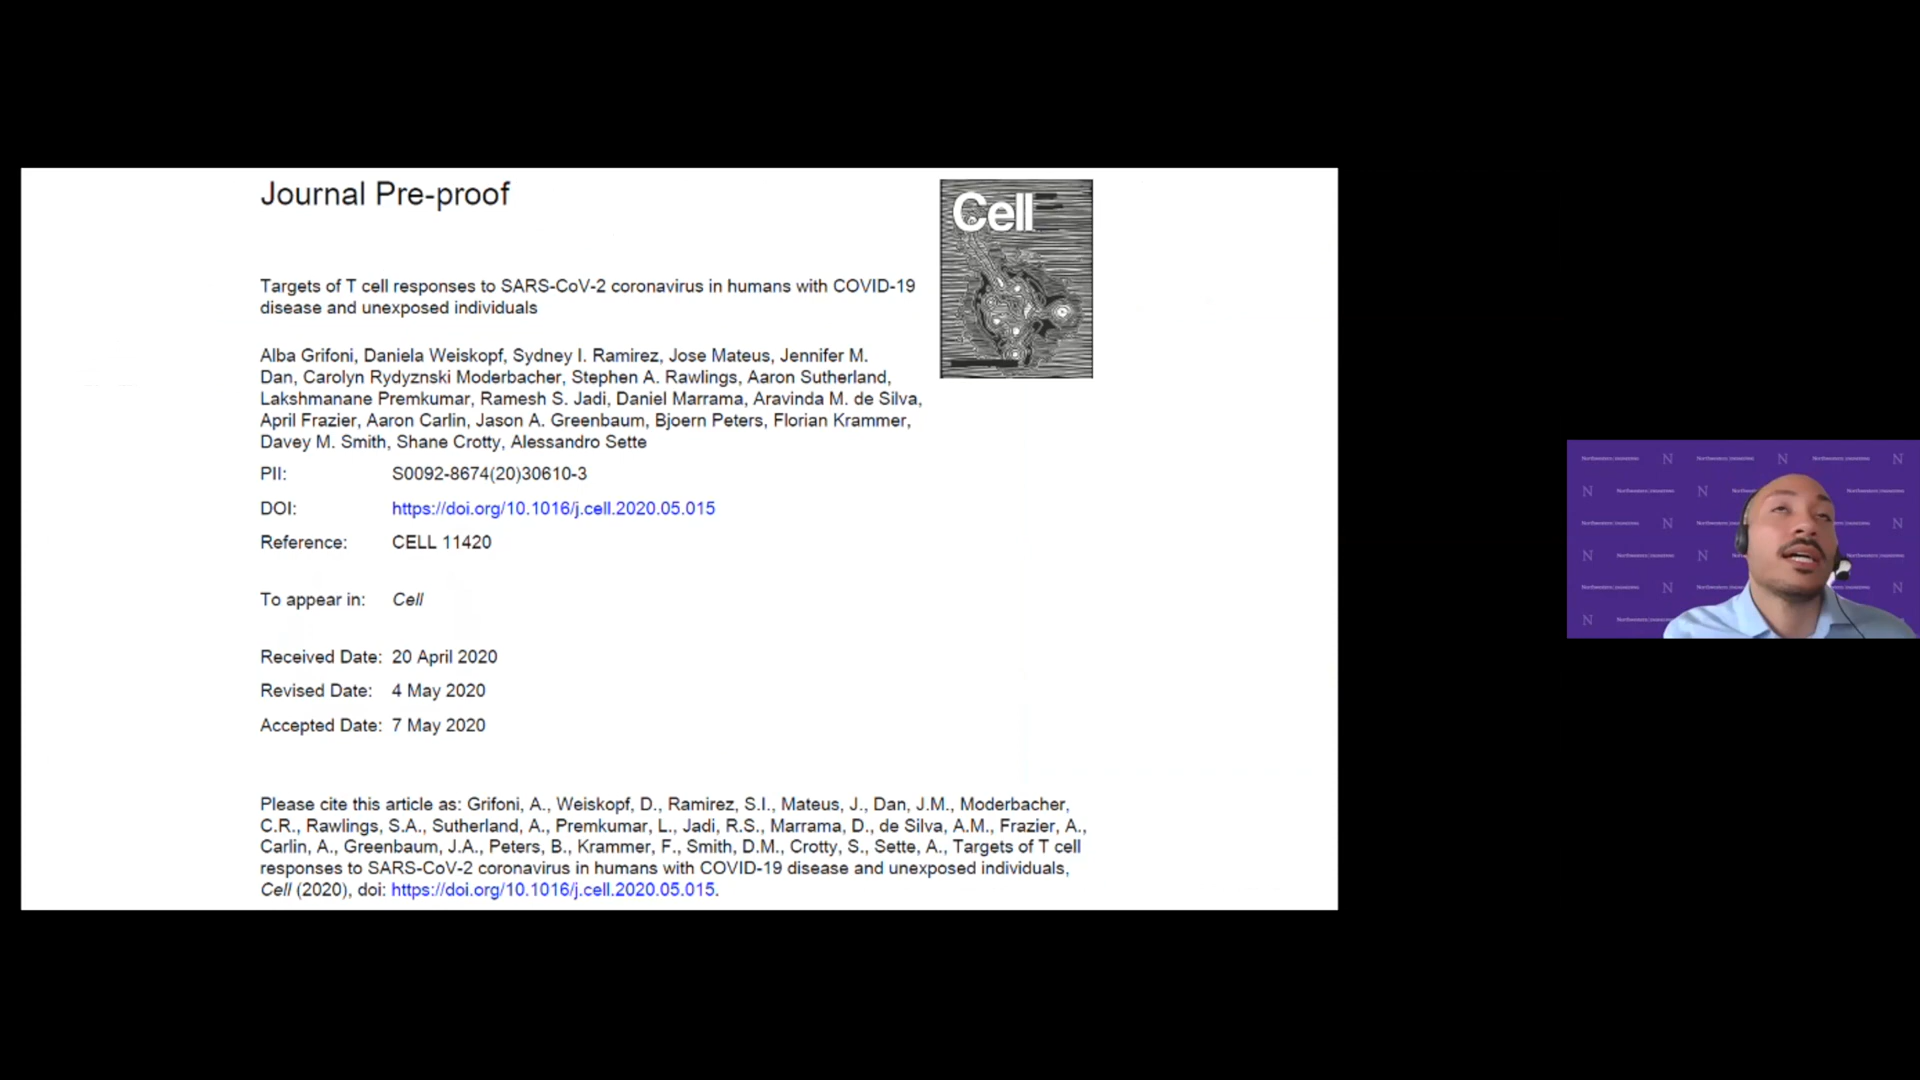 Journal Pre-proof
Cell
Targets of T cell responses to SARS-CoV-2 coronavirus in humans with COVID-19
disease and unexposed individuals
Alba Grifoni, Daniela Weiskopf, Sydney I. Ramirez, Jose Mateus, Jennifer M.
Dan, Carolyn Rydyznski Moderbacher, Stephen A. Rawlings, Aaron Sutherland,
Lakshmanane Premkumar, Ramesh S. Jadi, Daniel Marrama, Aravinda M. de Silva,
April Frazier, Aaron Carlin, Jason A. Greenbaum, Bjoern Peters, Florian Krammer,
Davey M. Smith, Shane Crotty, Alessandro Sette
PII: S0092-8674(20)30610-3
DOI: https://doi.org/10.1016/j.cell.2020.05.015
Reference: CELL 11420
To appear in: Cell
Received Date: 20 April 2020
Revised Date: 4 May 2020
Accepted Date: 7 May 2020
Please cite this article as: Grifoni, A., Weiskopf, D., Ramirez, S.I., Mateus, J., Dan, J.M., Moderbacher,
C.R., Rawlings, S.A., Sutherland, A., Premkumar, L., Jadi, R.S., Marrama, D., de Silva, A.M., Frazier, A.,
Carlin, A., Greenbaum, J.A., Peters, B., Krammer, F., Smith, D.M., Crotty, S., Sette, A., Targets of T cell
responses to SARS-CoV-2 coronavirus in humans with COVID-19 disease and unexposed individuals,
Cell (2020), doi: https://doi.org/10.1016/j.cell.2020.05.015.